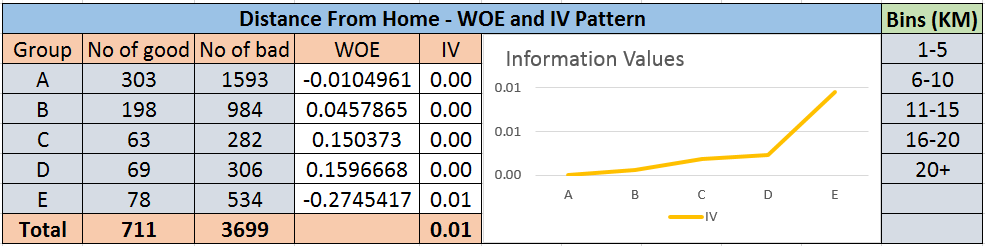 Distance From Home - WOE and IV Pattern Bins (KM)
Group No of good No of bad WOE IV 1-5
A 303 1593 -0.0104961 0.00 6-10
B 198 984 0.0457865 0.00 11-15
C 63 282 0.150373 0.00 16-20
D 69 306 0.1596668 0.00 20+
E 78 534 -0.2745417 0.01
Total 711 3699 0.01
Information Values
0.01
0.01
0.00
A B C D E
IV